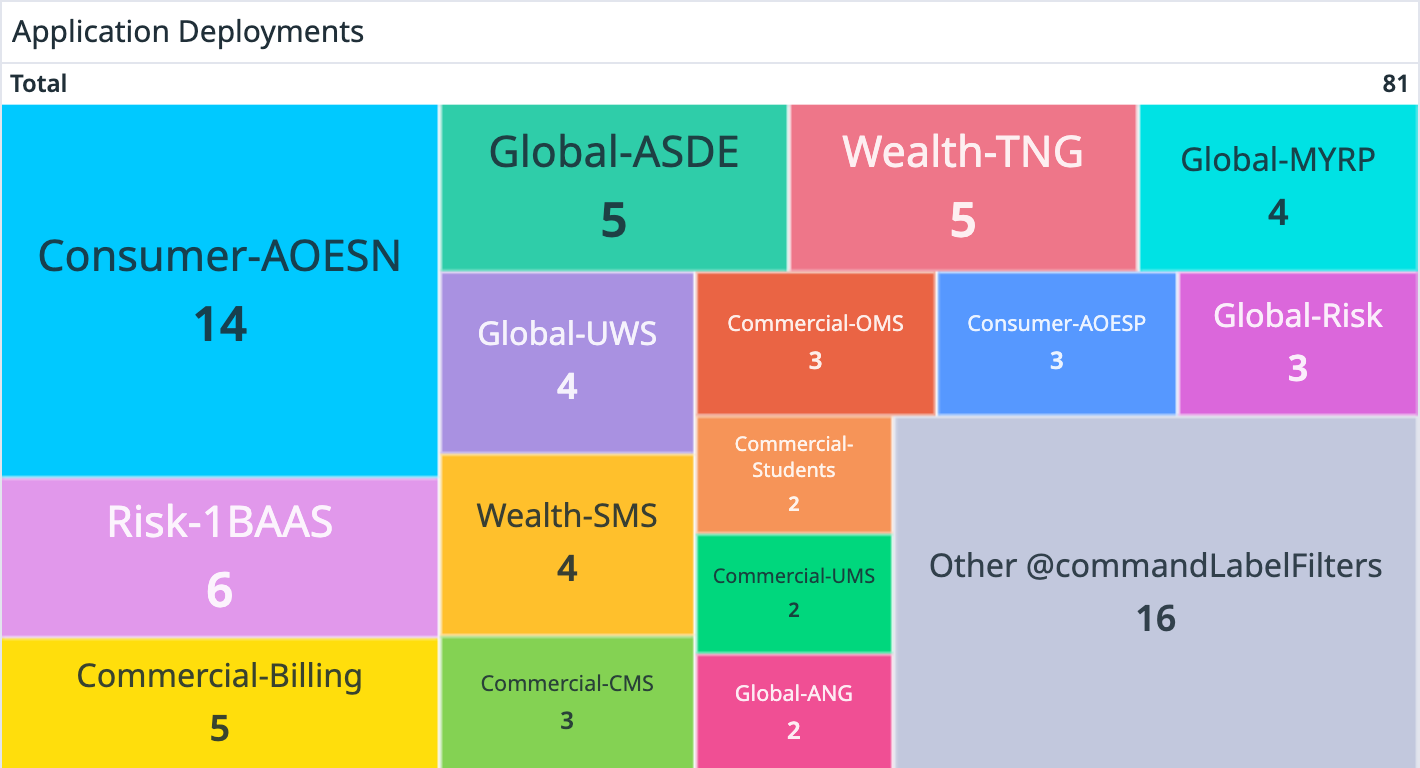 Application Deployments
Total 81
Consumer-AOESN
14
Risk-1BAAS
6
Commercial-Billing
5
Global-ASDE
5
Wealth-TNG
5
Global-MYRP
4
Global-UWS
4
Wealth-SMS
4
Commercial-CMS
3
Commercial-OMS
3
Consumer-AOESP
3
Global-Risk
3
Commercial-
Students
2
Commercial-UMS
2
Global-ANG
2
Other @commandLabelFilters
16